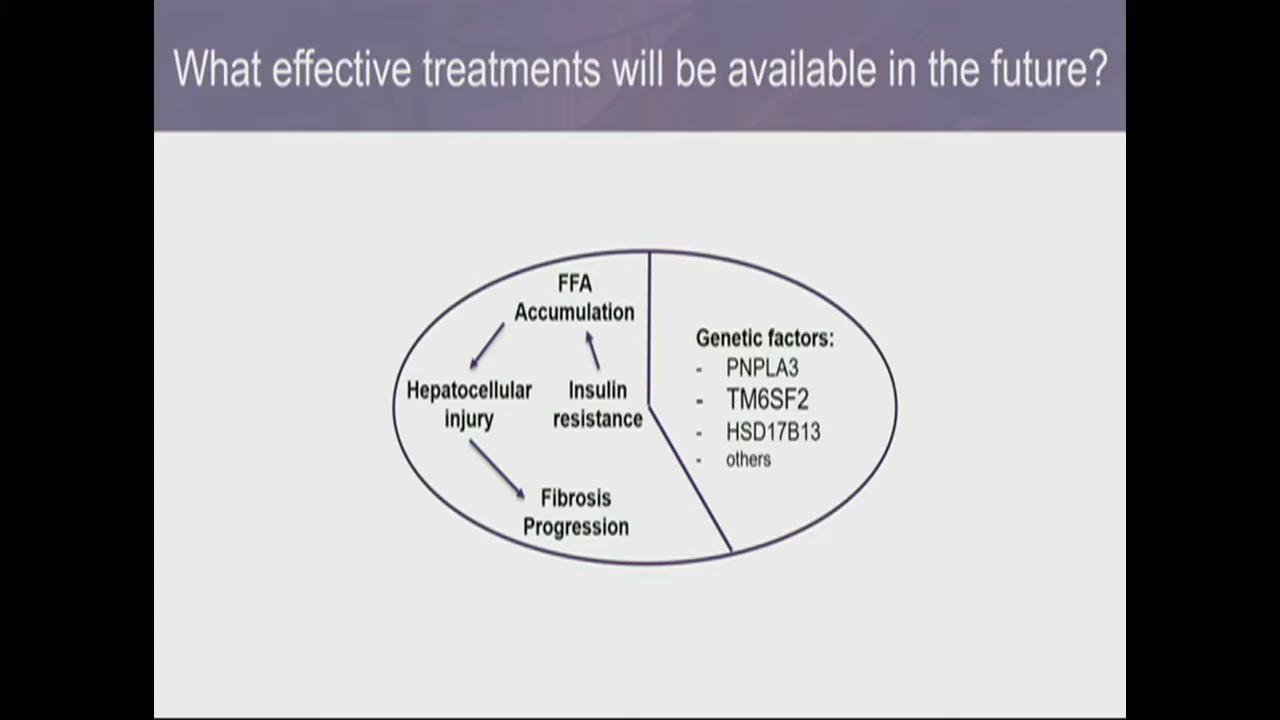 What effective treatments will be available in the future?
FFA
Accumulation
Hepatocellular
injury
Insulin
resistance
Fibrosis
Progression
Genetic factors:
- PNPLA3
- TM6SF2
- HSD17B13
- others